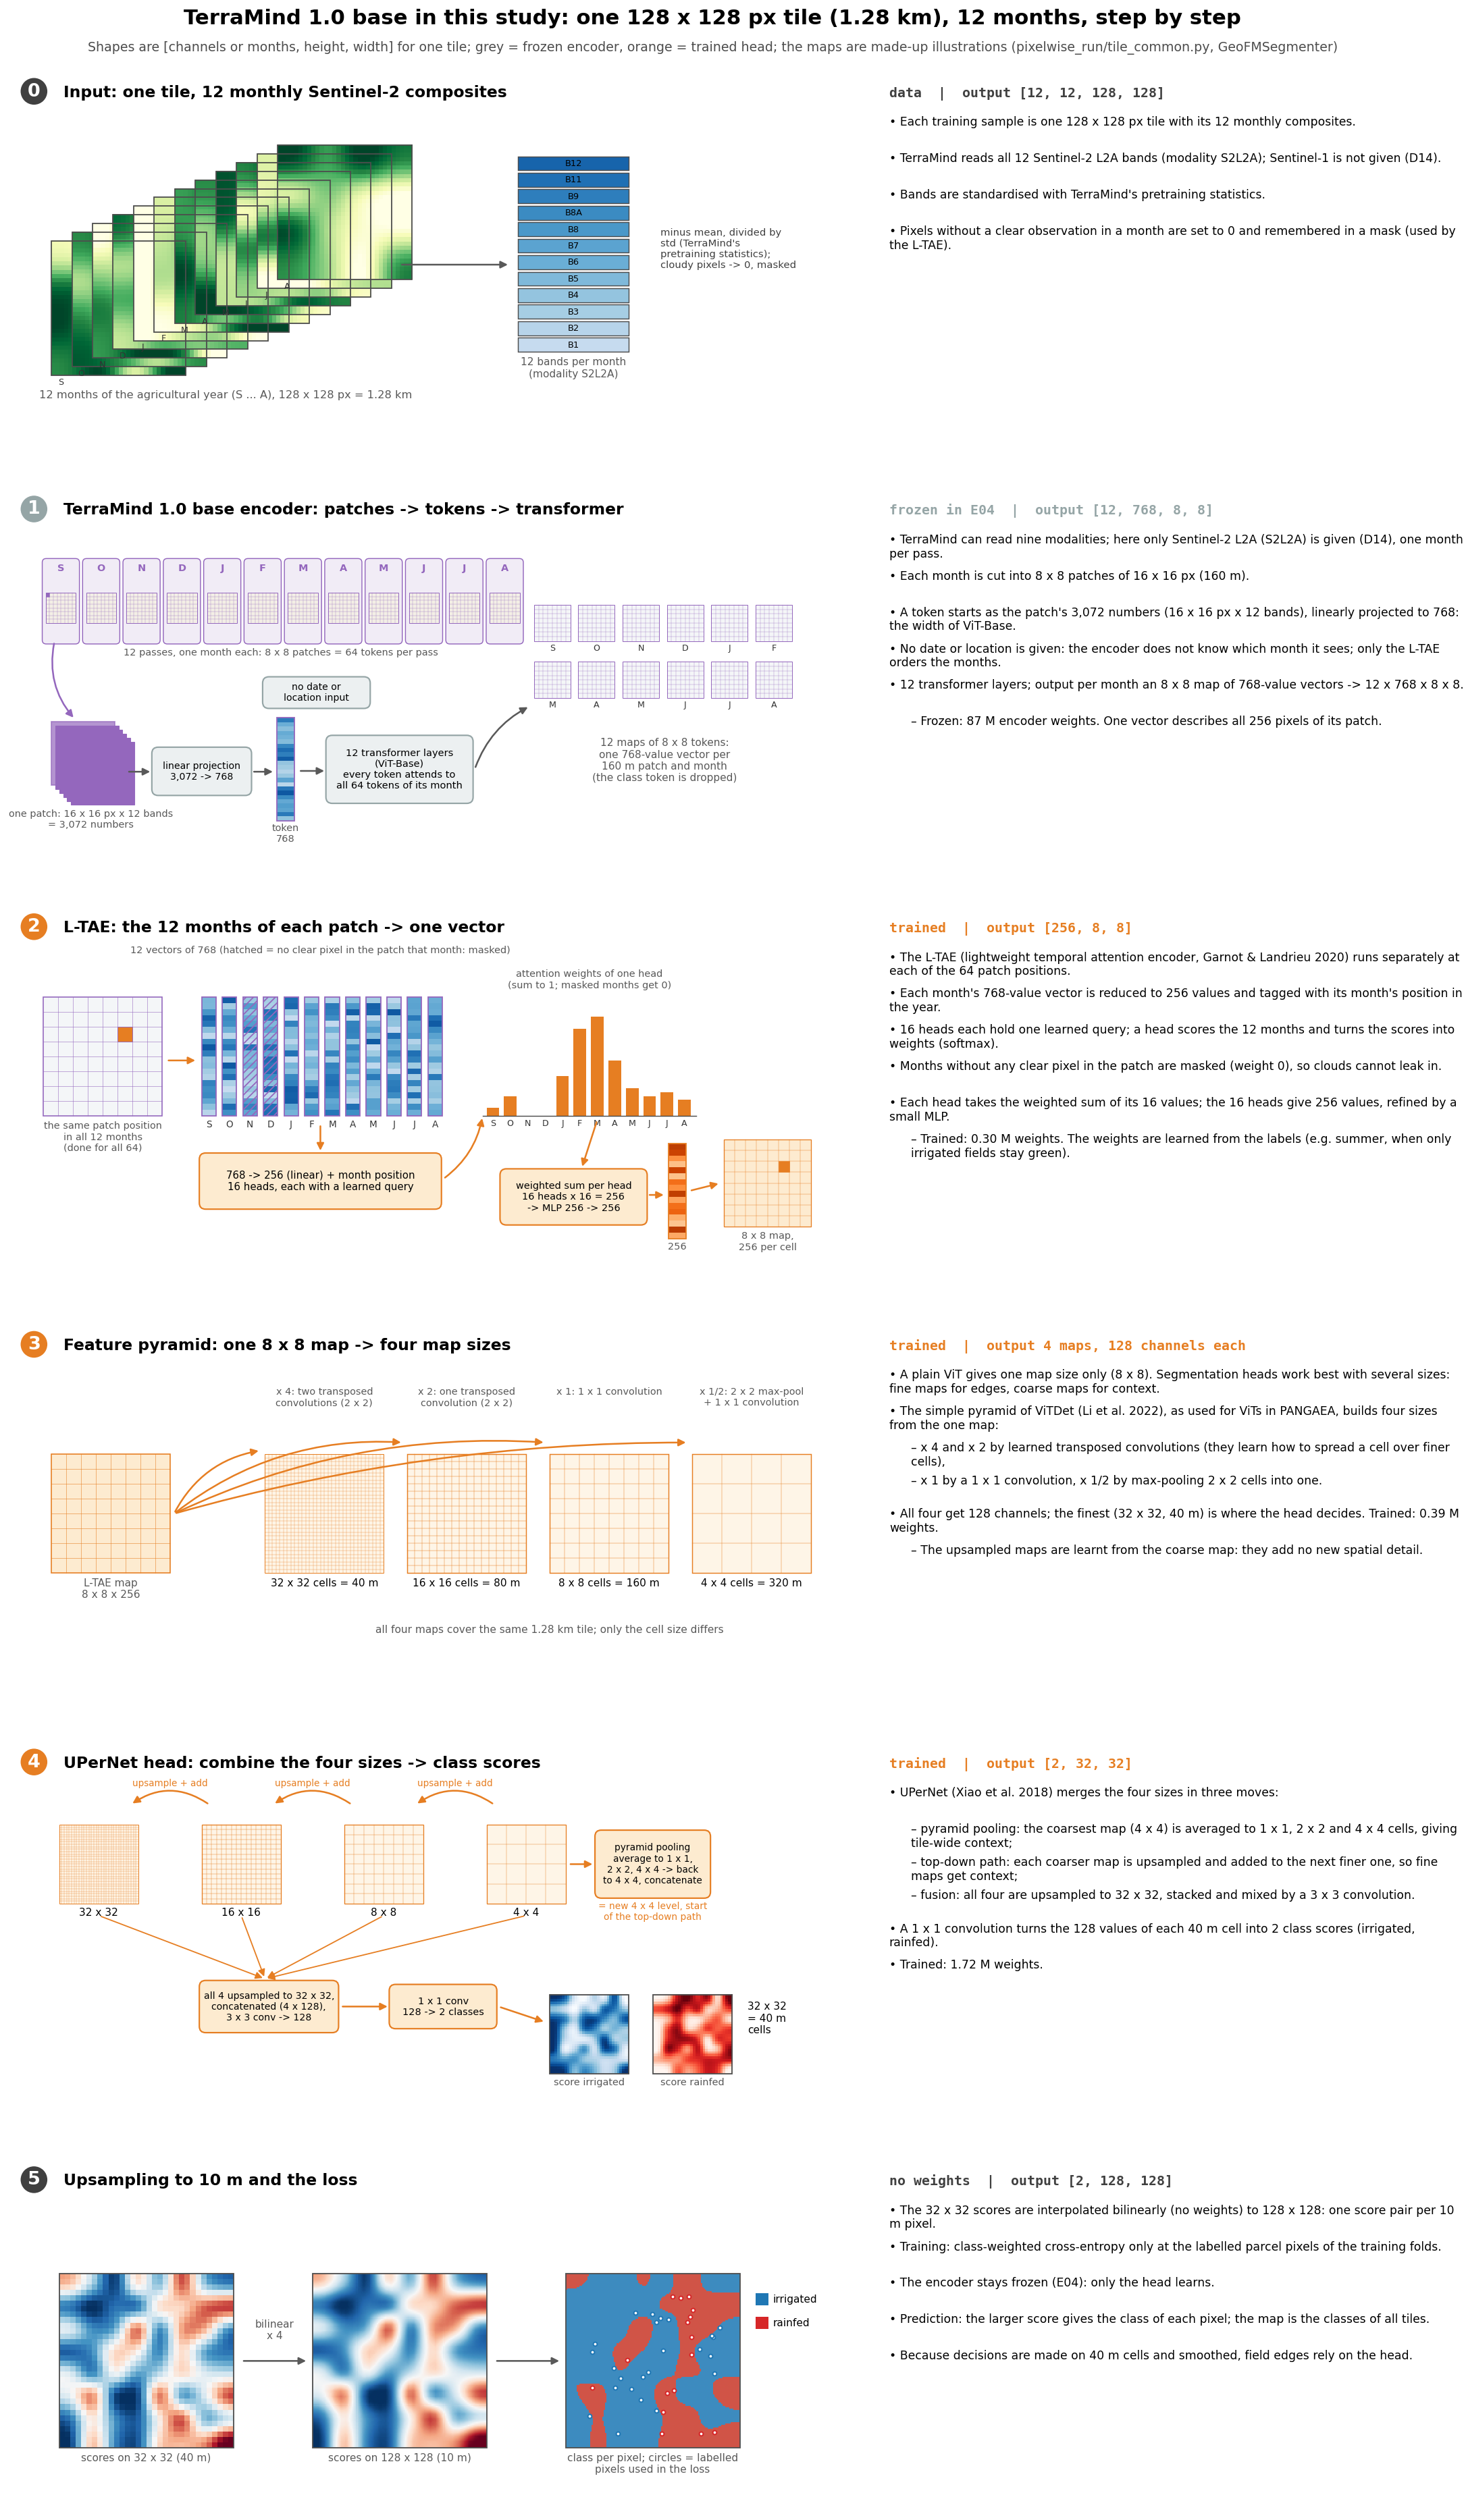 TerraMind 1.0 base in this study: one 128 x 128 px tile (1.28 km), 12 months, step by step
Shapes are [channels or months, height, width] for one tile; grey = frozen encoder, orange = trained head; the maps are made-up illustrations (pixelwise_run/tile_common.py, GeoFMSegmenter)
0
Input: one tile, 12 monthly Sentinel-2 composites
B12
B11
B9
B8A
B8
B7
B6
B5
B4
B3
B2
B1
12 bands per month
(modality S2L2A)
minus mean, divided by
std (TerraMind's
pretraining statistics);
cloudy pixels -> 0, masked
S
J
F
M
A
12 months of the agricultural year (S ... A), 128 x 128 px = 1.28 km
data | output [12, 12, 128, 128]
• Each training sample is one 128 x 128 px tile with its 12 monthly composites.
• TerraMind reads all 12 Sentinel-2 L2A bands (modality S2L2A); Sentinel-1 is not given (D14).
• Bands are standardised with TerraMind's pretraining statistics.
• Pixels without a clear observation in a month are set to 0 and remembered in a mask (used by
the L-TAE).
1
TerraMind 1.0 base encoder: patches -> tokens -> transformer
S O N D J F M A M J J A
12 passes, one month each: 8 x 8 patches = 64 tokens per pass
S O N D J F
M A M J J A
no date or
location input
linear projection
3,072 -> 768
12 transformer layers
(ViT-Base)
every token attends to
all 64 tokens of its month
one patch: 16 x 16 px x 12 bands
= 3,072 numbers
token
768
12 maps of 8 x 8 tokens:
one 768-value vector per
160 m patch and month
(the class token is dropped)
frozen in E04 | output [12, 768, 8, 8]
• TerraMind can read nine modalities; here only Sentinel-2 L2A (S2L2A) is given (D14), one month
per pass.
• Each month is cut into 8 x 8 patches of 16 x 16 px (160 m).
• A token starts as the patch's 3,072 numbers (16 x 16 px x 12 bands), linearly projected to 768:
the width of ViT-Base.
• No date or location is given: the encoder does not know which month it sees; only the L-TAE
orders the months.
• 12 transformer layers; output per month an 8 x 8 map of 768-value vectors -> 12 x 768 x 8 x 8.
– Frozen: 87 M encoder weights. One vector describes all 256 pixels of its patch.
2
L-TAE: the 12 months of each patch -> one vector
12 vectors of 768 (hatched = no clear pixel in the patch that month: masked)
attention weights of one head
(sum to 1; masked months get 0)
the same patch position
in all 12 months
(done for all 64)
S O N D J F M A M J J A
S O N D J F M A M J J A
768 -> 256 (linear) + month position
16 heads, each with a learned query
weighted sum per head
16 heads x 16 = 256
-> MLP 256 -> 256
256
8 x 8 map,
256 per cell
trained | output [256, 8, 8]
• The L-TAE (lightweight temporal attention encoder, Garnot & Landrieu 2020) runs separately at
each of the 64 patch positions.
• Each month's 768-value vector is reduced to 256 values and tagged with its month's position in
the year.
• 16 heads each hold one learned query; a head scores the 12 months and turns the scores into
weights (softmax).
• Months without any clear pixel in the patch are masked (weight 0), so clouds cannot leak in.
• Each head takes the weighted sum of its 16 values; the 16 heads give 256 values, refined by a
small MLP.
– Trained: 0.30 M weights. The weights are learned from the labels (e.g. summer, when only
irrigated fields stay green).
3
Feature pyramid: one 8 x 8 map -> four map sizes
x 4: two transposed
convolutions (2 x 2)
x 2: one transposed
convolution (2 x 2)
x 1: 1 x 1 convolution
x 1/2: 2 x 2 max-pool
+ 1 x 1 convolution
L-TAE map
8 x 8 x 256
32 x 32 cells = 40 m
16 x 16 cells = 80 m
8 x 8 cells = 160 m
4 x 4 cells = 320 m
all four maps cover the same 1.28 km tile; only the cell size differs
trained | output 4 maps, 128 channels each
• A plain ViT gives one map size only (8 x 8). Segmentation heads work best with several sizes:
fine maps for edges, coarse maps for context.
• The simple pyramid of ViTDet (Li et al. 2022), as used for ViTs in PANGAEA, builds four sizes
from the one map:
– x 4 and x 2 by learned transposed convolutions (they learn how to spread a cell over finer
cells),
– x 1 by a 1 x 1 convolution, x 1/2 by max-pooling 2 x 2 cells into one.
• All four get 128 channels; the finest (32 x 32, 40 m) is where the head decides. Trained: 0.39 M
weights.
– The upsampled maps are learnt from the coarse map: they add no new spatial detail.
4
UPerNet head: combine the four sizes -> class scores
upsample + add
upsample + add
upsample + add
32 x 32
16 x 16
8 x 8
4 x 4
pyramid pooling
average to 1 x 1,
2 x 2, 4 x 4 -> back
to 4 x 4, concatenate
= new 4 x 4 level, start
of the top-down path
all 4 upsampled to 32 x 32,
concatenated (4 x 128),
3 x 3 conv -> 128
1 x 1 conv
128 -> 2 classes
score irrigated
score rainfed
32 x 32
= 40 m
cells
trained | output [2, 32, 32]
• UPerNet (Xiao et al. 2018) merges the four sizes in three moves:
– pyramid pooling: the coarsest map (4 x 4) is averaged to 1 x 1, 2 x 2 and 4 x 4 cells, giving
tile-wide context;
– top-down path: each coarser map is upsampled and added to the next finer one, so fine
maps get context;
– fusion: all four are upsampled to 32 x 32, stacked and mixed by a 3 x 3 convolution.
• A 1 x 1 convolution turns the 128 values of each 40 m cell into 2 class scores (irrigated,
rainfed).
• Trained: 1.72 M weights.
5
Upsampling to 10 m and the loss
bilinear
x 4
irrigated
rainfed
scores on 32 x 32 (40 m)
scores on 128 x 128 (10 m)
class per pixel; circles = labelled
pixels used in the loss
no weights | output [2, 128, 128]
• The 32 x 32 scores are interpolated bilinearly (no weights) to 128 x 128: one score pair per 10
m pixel.
• Training: class-weighted cross-entropy only at the labelled parcel pixels of the training folds.
• The encoder stays frozen (E04): only the head learns.
• Prediction: the larger score gives the class of each pixel; the map is the classes of all tiles.
• Because decisions are made on 40 m cells and smoothed, field edges rely on the head.